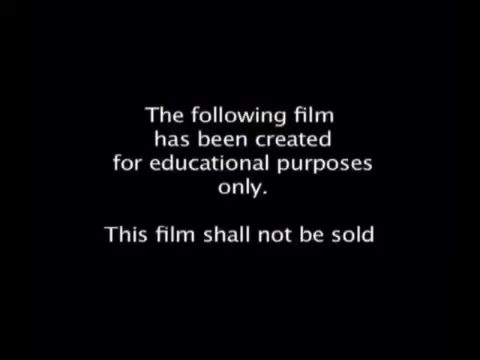 The following film
has been created
for educational purposes
only.
This film shall not be sold